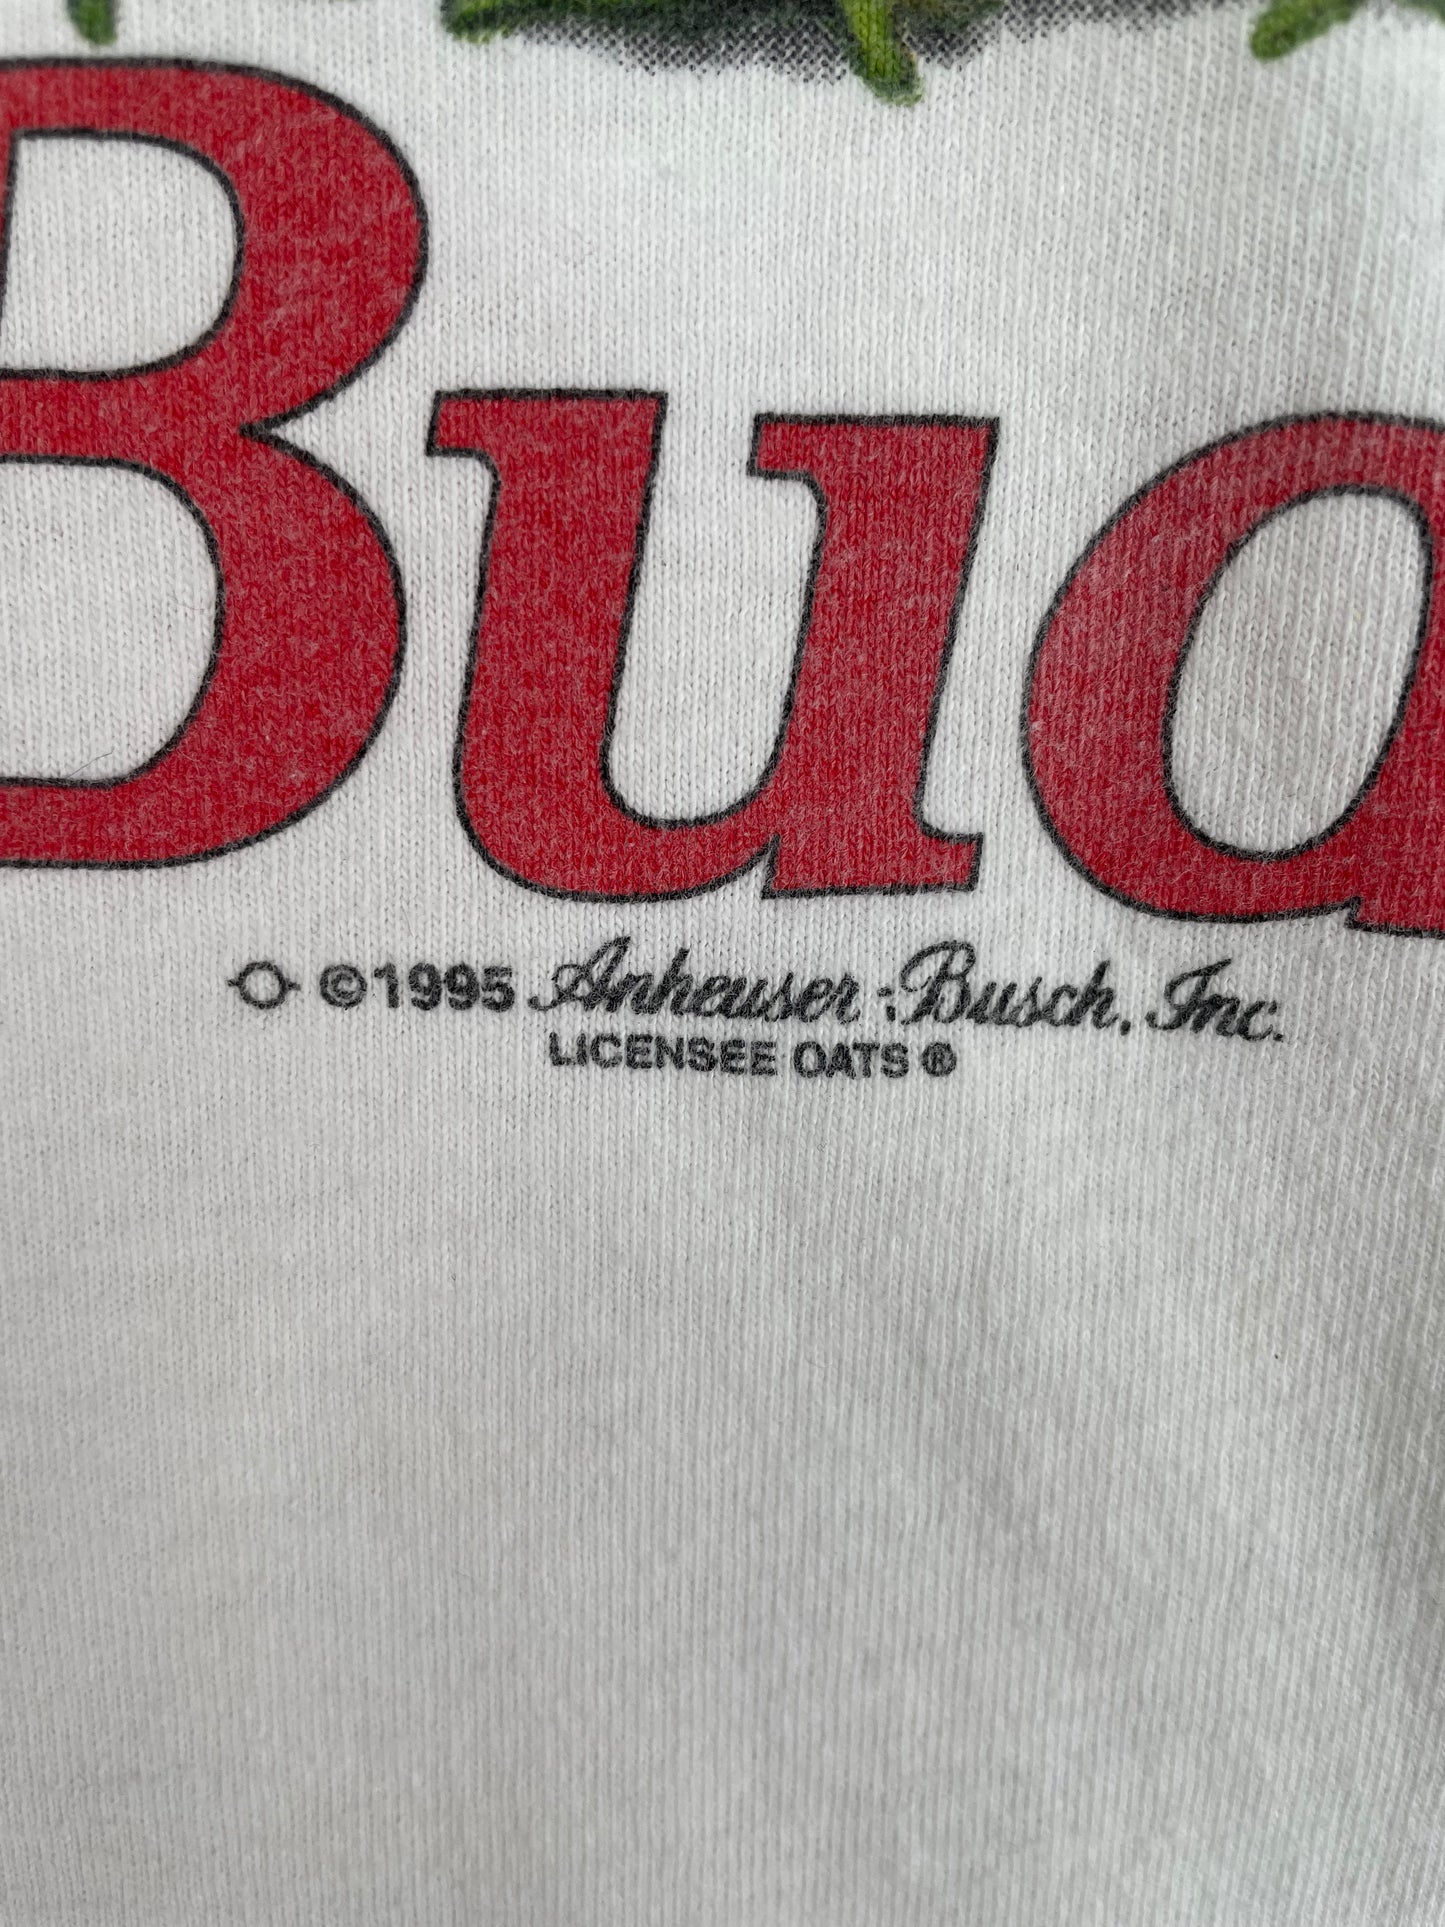 Bud
©1995 Anheuser-Busch, Inc.
LICENSEE OATS ®